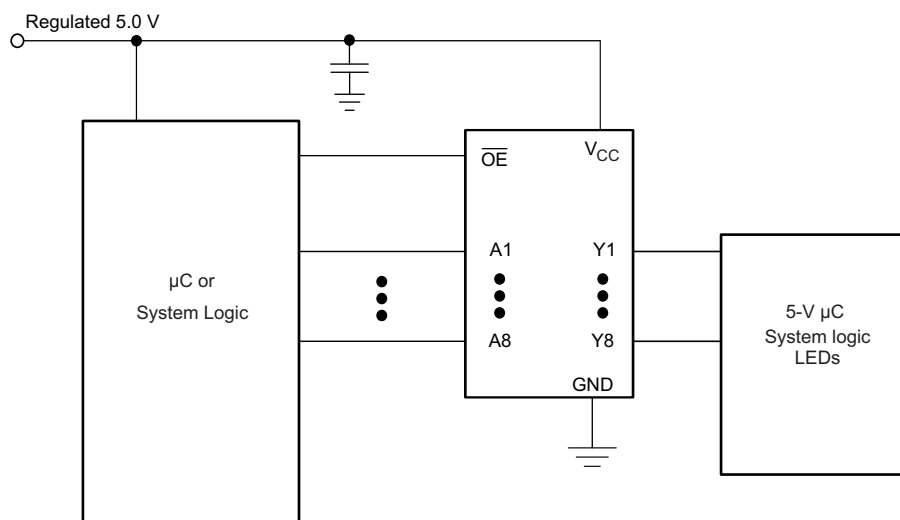 Regulated 5.0 V
OE
VCC
A1
Y1
µC or
System Logic
A8
Y8
5-V µC
System logic
LEDs
GND